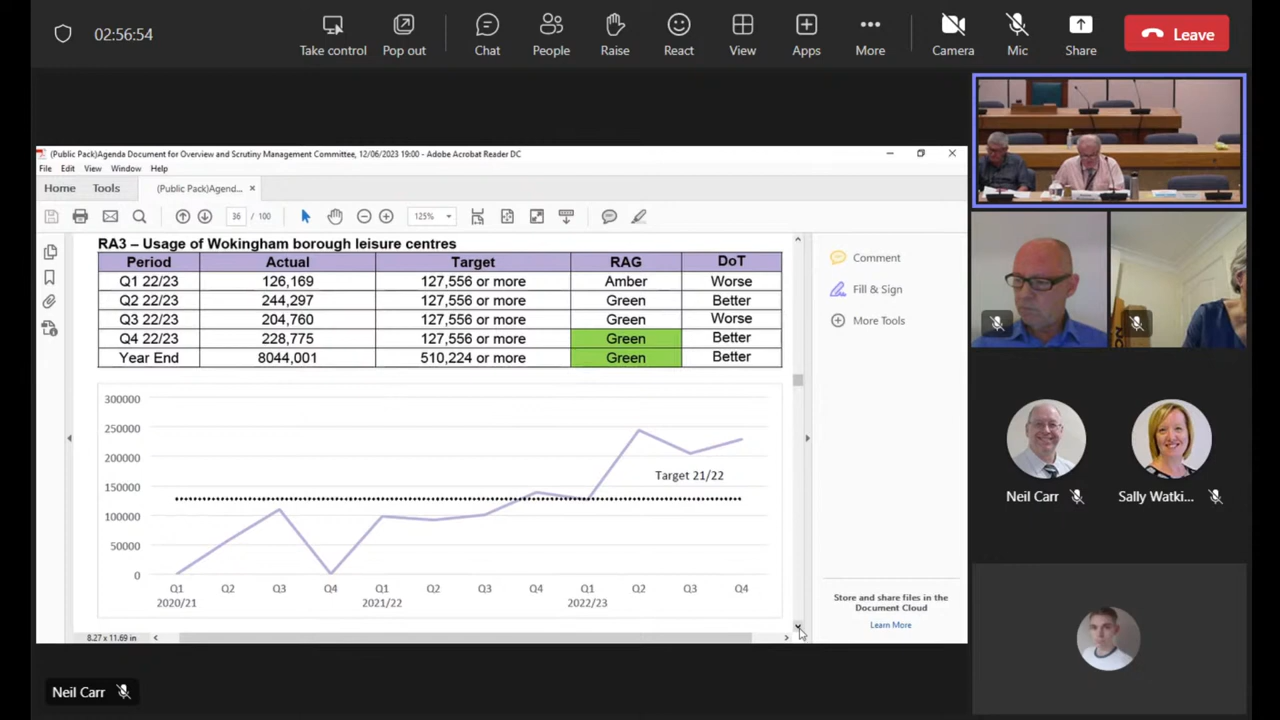 02:56:54
Take control
Pop out
Chat
People
Raise
React
View
Apps
More
Camera
Mic
Share
Leave
(Public Pack)Agenda Document for Overview and Scrutiny Management Committee, 12/06/2023 19:00 - Adobe Acrobat Reader DC
File Edit View Window Help
Home Tools (Public Pack)Agend... ×
36 / 100 125%
RA3 – Usage of Wokingham borough leisure centres
Period Actual Target RAG DoT
Q1 22/23 126,169 127,556 or more Amber Worse
Q2 22/23 244,297 127,556 or more Green Better
Q3 22/23 204,760 127,556 or more Green Worse
Q4 22/23 228,775 127,556 or more Green Better
Year End 8044,001 510,224 or more Green Better
300000
250000
200000
150000
100000
50000
0
Target 21/22
Q1 Q2 Q3 Q4 Q1 Q2 Q3 Q4 Q1 Q2 Q3 Q4
2020/21 2021/22 2022/23
8.27 x 11.69 in
Comment
Fill & Sign
More Tools
Store and share files in the
Document Cloud
Learn More
Neil Carr
Sally Watki...
Neil Carr